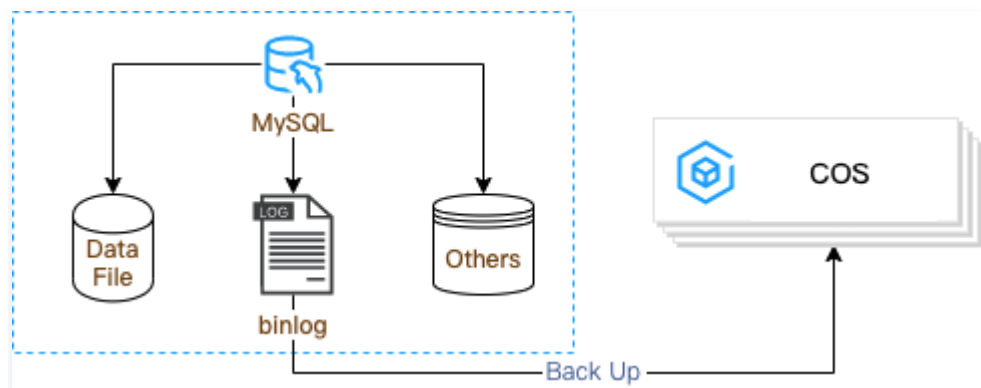 MySQL
LOG
Data
File
Others
binlog
COS
Back Up